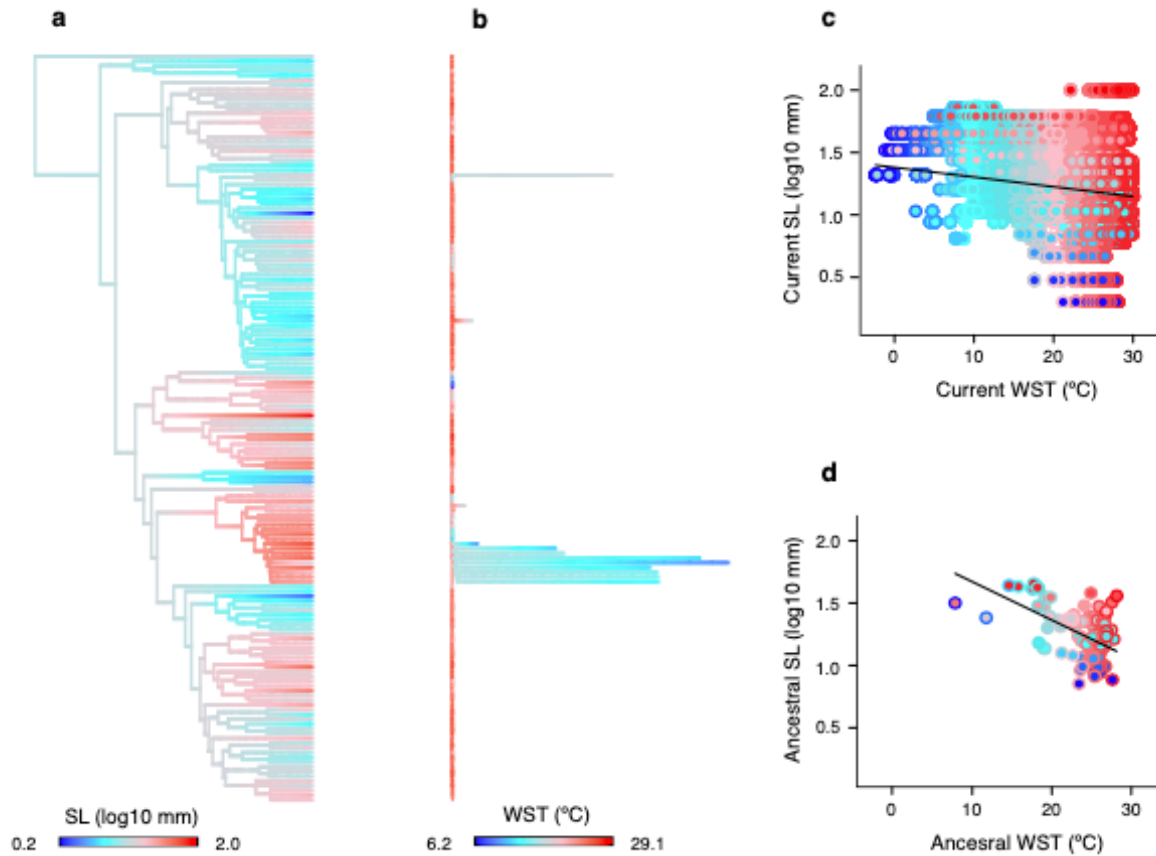 a
SL (log10 mm)
0.2 2.0
b
WST (ºC)
6.2 29.1
c
Current SL (log10 mm)
2.0
1.5
1.0
0.5
0 10 20 30
Current WST (ºC)
d
Ancestral SL (log10 mm)
2.0
1.5
1.0
0.5
0 10 20 30
Ancesral WST (ºC)